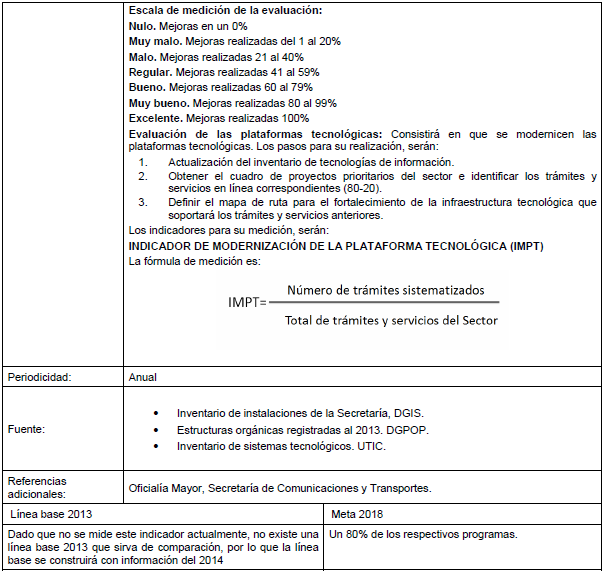 Escala de medición de la evaluación:
Nulo. Mejoras en un 0%
Muy malo. Mejoras realizadas del 1 al 20%
Malo. Mejoras realizadas 21 al 40%
Regular. Mejoras realizadas 41 al 59%
Bueno. Mejoras realizadas 60 al 79%
Muy bueno. Mejoras realizadas 80 al 99%
Excelente. Mejoras realizadas 100%
Evaluación de las plataformas tecnológicas: Consistirá en que se modernicen las
plataformas tecnológicas. Los pasos para su realización, serán:
1. Actualización del inventario de tecnologías de información.
2. Obtener el cuadro de proyectos prioritarios del sector e identificar los trámites y
servicios en línea correspondientes (80-20).
3. Definir el mapa de ruta para el fortalecimiento de la infraestructura tecnológica que
soportará los trámites y servicios anteriores.
Los indicadores para su medición, serán:
INDICADOR DE MODERNIZACIÓN DE LA PLATAFORMA TECNOLÓGICA (IMPT)
La fórmula de medición es:
Número de trámites sistematizados
IMPT=
Total de trámites y servicios del Sector
Periodicidad: Anual
Fuente:
• Inventario de instalaciones de la Secretaría, DGIS.
• Estructuras orgánicas registradas al 2013. DGPOP.
• Inventario de sistemas tecnológicos. UTIC.
Referencias
adicionales:
Oficialía Mayor, Secretaría de Comunicaciones y Transportes.
Línea base 2013
Meta 2018
Dado que no se mide este indicador actualmente, no existe una
línea base 2013 que sirva de comparación, por lo que la línea
base se construirá con información del 2014
Un 80% de los respectivos programas.